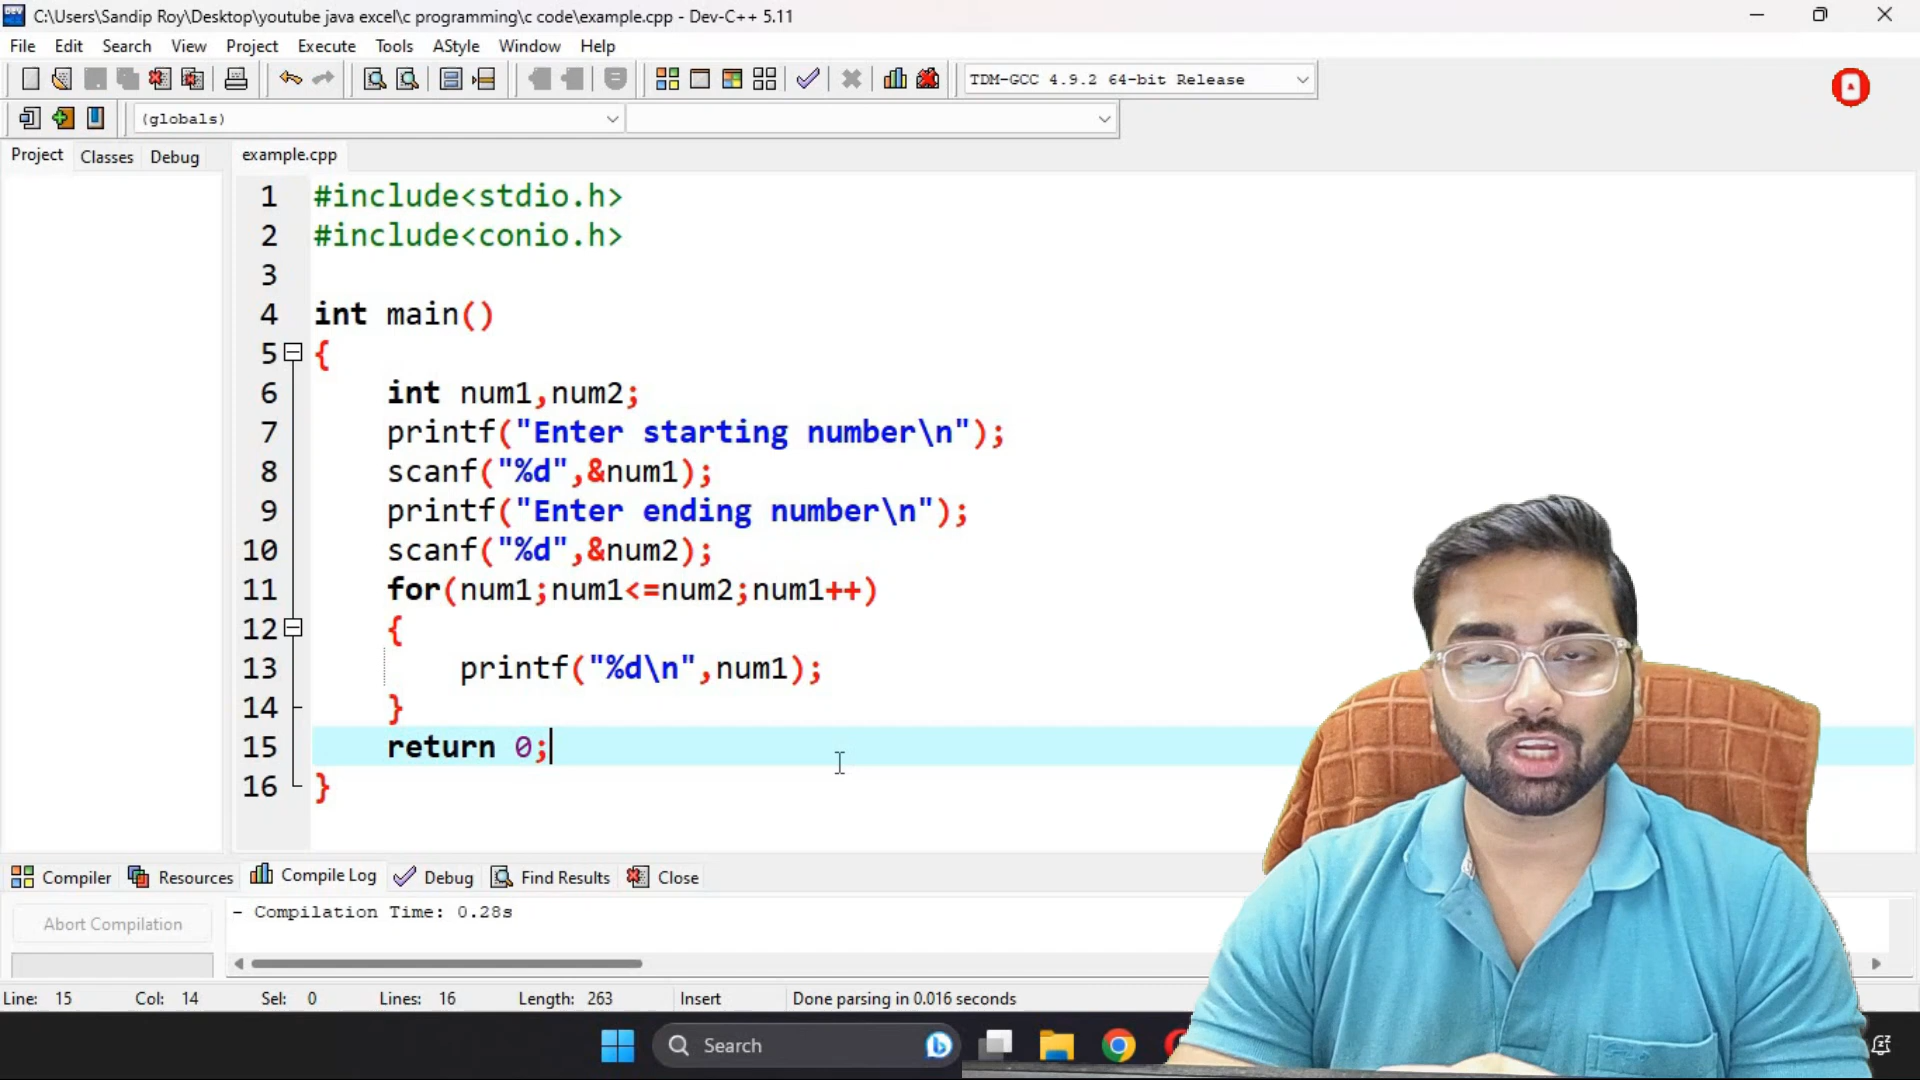 C:\Users\Sandip Roy\Desktop\youtube java excel\c programming\c code\example.cpp - Dev-C++ 5.11
File Edit Search View Project Execute Tools AStyle Window Help
TDM-GCC 4.9.2 64-bit Release
(globals)
Project Classes Debug example.cpp
1 #include<stdio.h>
2 #include<conio.h>
3
4 int main()
5 {
6 int num1,num2;
7 printf("Enter starting number\n");
8 scanf("%d",&num1);
9 printf("Enter ending number\n");
10 scanf("%d",&num2);
11 for(num1;num1<=num2;num1++)
12 {
13 printf("%d\n",num1);
14 }
15 return 0;
16 }
Compiler Resources Compile Log Debug Find Results Close
Abort Compilation - Compilation Time: 0.28s
Line: 15 Col: 14 Sel: 0 Lines: 16 Length: 263 Insert Done parsing in 0.016 seconds
Search